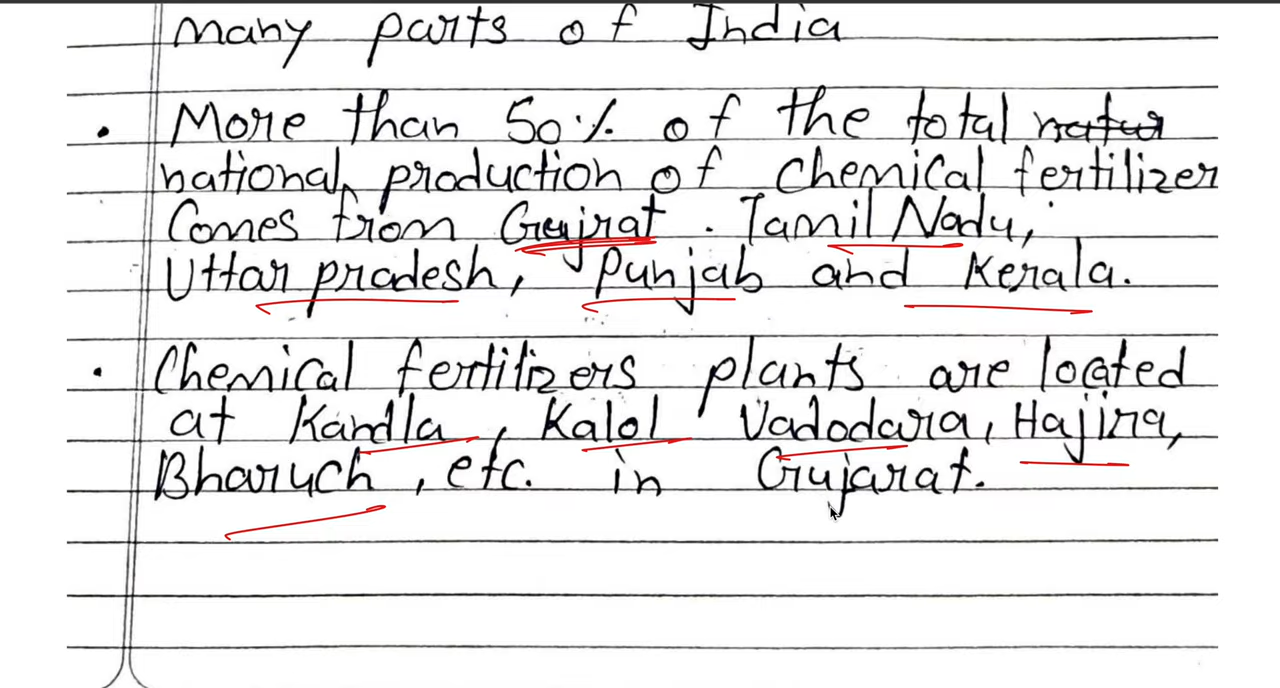 many parts of India
• More than 50% of the total natur
national production of chemical fertilizer
Comes from Gujrat. Tamil Nadu,
Uttar pradesh, Punjab and Kerala.
• Chemical fertilizers plants are located
at Kandla, Kalol Vadodara, Hajira,
Bharuch, etc. in Gujarat.